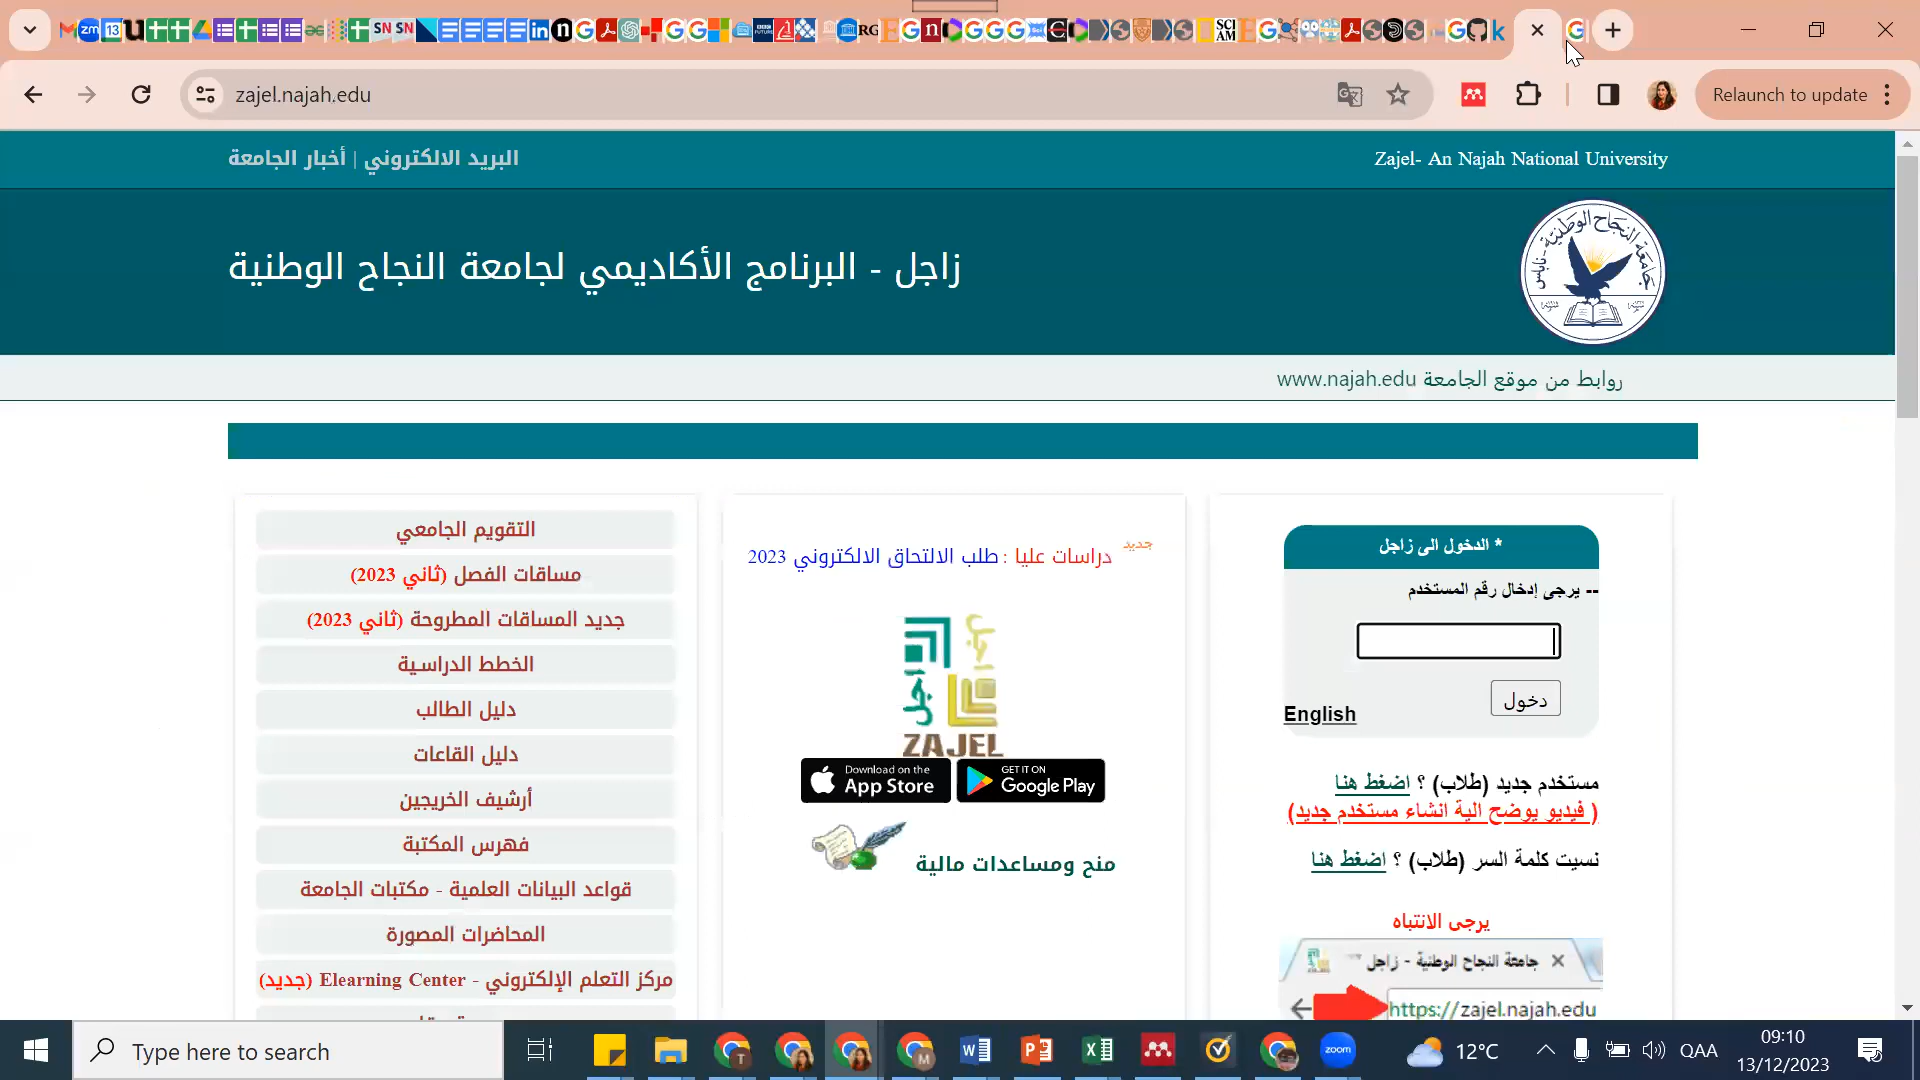 zajel.najah.edu
Relaunch to update
البريد الالكتروني | أخبار الجامعة
Zajel- An Najah National University
زاجل - البرنامج الأكاديمي لجامعة النجاح الوطنية
جامعة النجاح الوطنية - نابلس
روابط من موقع الجامعة www.najah.edu
* الدخول الى زاجل
-- يرجى إدخال رقم المستخدم
دخول
English
مستخدم جديد (طلاب) ؟ اضغط هنا
( فيديو يوضح الية انشاء مستخدم جديد)
نسيت كلمة السر (طلاب) ؟ اضغط هنا
يرجى الانتباه
جامعة النجاح الوطنية - زاجل
https://zajel.najah.edu
جديد
دراسات عليا : طلب الالتحاق الالكتروني 2023
زاجل
ZAJEL
Download on the
App Store
GET IT ON
Google Play
منح ومساعدات مالية
التقويم الجامعي
مساقات الفصل (ثاني 2023)
جديد المساقات المطروحة (ثاني 2023)
الخطط الدراسية
دليل الطالب
دليل القاعات
أرشيف الخريجين
فهرس المكتبة
قواعد البيانات العلمية - مكتبات الجامعة
المحاضرات المصورة
مركز التعلم الإلكتروني - Elearning Center (جديد)
Type here to search
zoom
12°C
QAA
09:10
13/12/2023